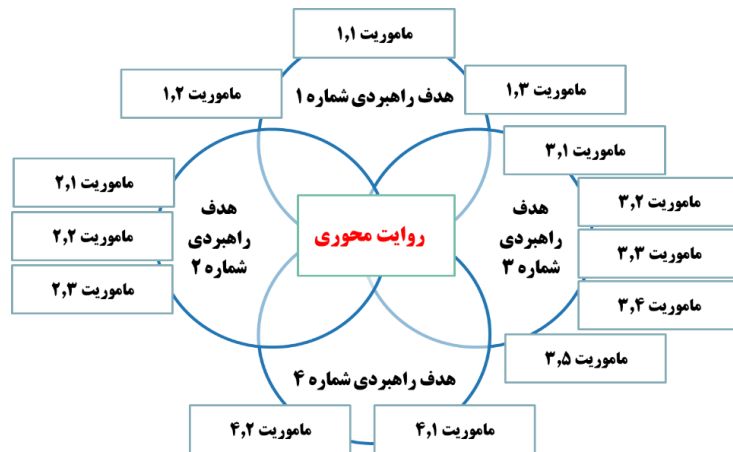 ماموریت ۱,۱
هدف راهبردی شماره ۱
ماموریت ۱,۳
ماموریت ۱,۲
ماموریت ۳,۱
ماموریت ۳,۲
ماموریت ۳,۳
ماموریت ۳,۴
ماموریت ۳,۵
هدف
راهبردی
شماره ۳
روایت محوری
هدف
راهبردی
شماره ۲
ماموریت ۲,۱
ماموریت ۲,۲
ماموریت ۲,۳
هدف راهبردی شماره ۴
ماموریت ۴,۱
ماموریت ۴,۲